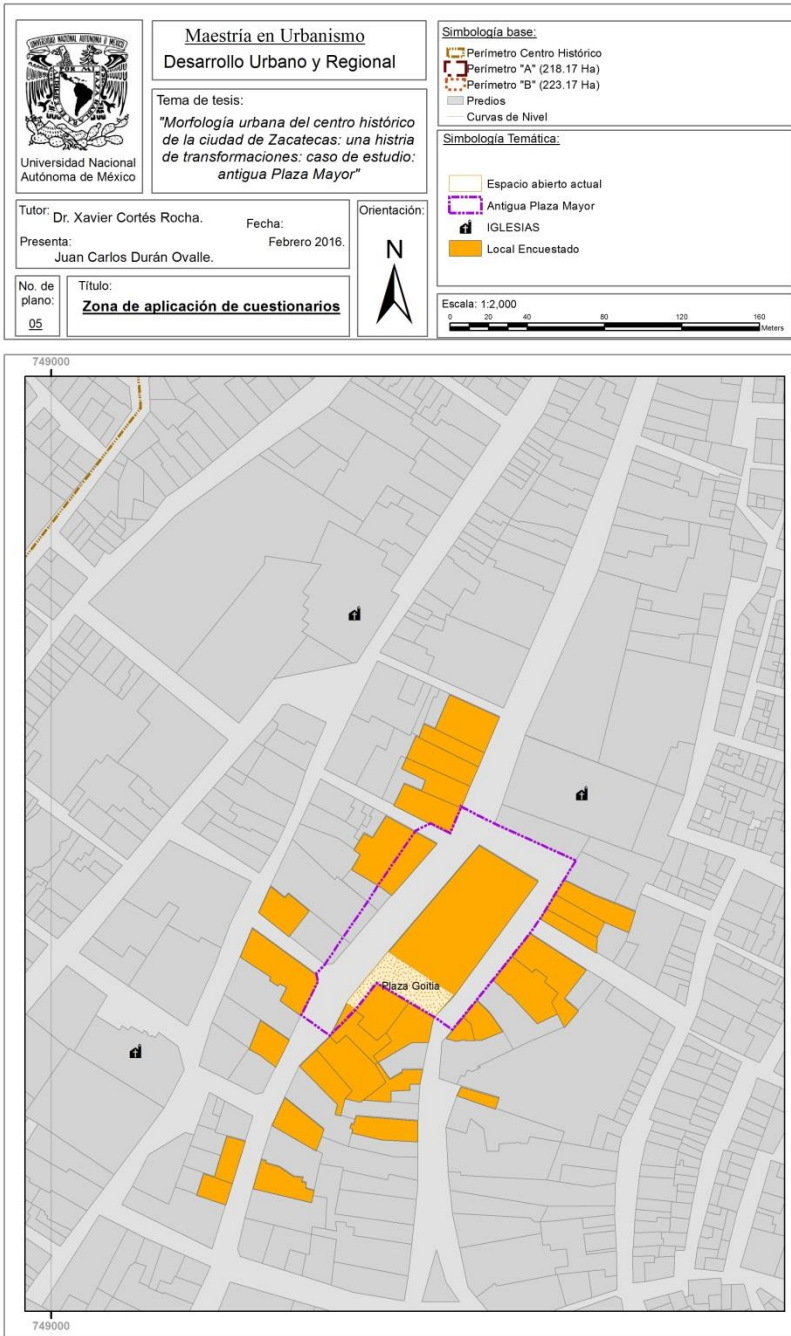 UNIVERSIDAD NACIONAL AUTÓNOMA D MÉXICO
Universidad Nacional
Autónoma de México
Maestría en Urbanismo
Desarrollo Urbano y Regional
Tema de tesis:
"Morfología urbana del centro histórico
de la ciudad de Zacatecas: una histria
de transformaciones: caso de estudio:
antigua Plaza Mayor"
Tutor: Dr. Xavier Cortés Rocha.
Fecha:
Presenta:
Febrero 2016.
Juan Carlos Durán Ovalle.
Orientación:
N
No. de
plano:
05
Título:
Zona de aplicación de cuestionarios
Simbología base:
Perímetro Centro Histórico
Perímetro "A" (218.17 Ha)
Perímetro "B" (223.17 Ha)
Predios
Curvas de Nivel
Simbología Temática:
Espacio abierto actual
Antigua Plaza Mayor
IGLESIAS
Local Encuestado
Escala: 1:2,000
0 20 40 80 120 160
Meters
749000
Plaza Goitia
749000